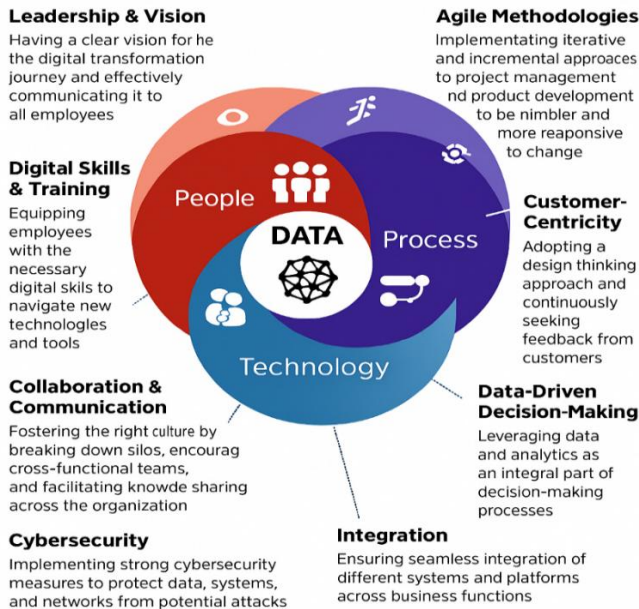 Leadership & Vision
Having a clear vision for he
the digital transformation
journey and effectively
communicating it to
all employees
Agile Methodologies
Implementating iterative
and incremental approaces
to project management
nd product development
to be nimbler and
more reaponsive
to change
Digital Skills
& Training
Equipping
employees
with the
necessary
digital skils to
navigate new
technologles
and tools
People
DATA
Process
Technology
Customer-
Centricity
Adopting a
design thinking
approach and
continuously
seeking
feedback from
customers
Collaboration &
Communication
Fostering the right culture by
breaking down silos, encourag
cross-functional teams,
and facilitating knowde sharing
across the organization
Data-Driven
Decision-Making
Leveraging data
and analytics as
an integral part of
decision-making
processes
Cybersecurity
Implementing strong cybersecurity
measures to protect data, systems,
and networks from potential attacks
Integration
Ensuring seamless integration of
different systems and platforms
across business functions